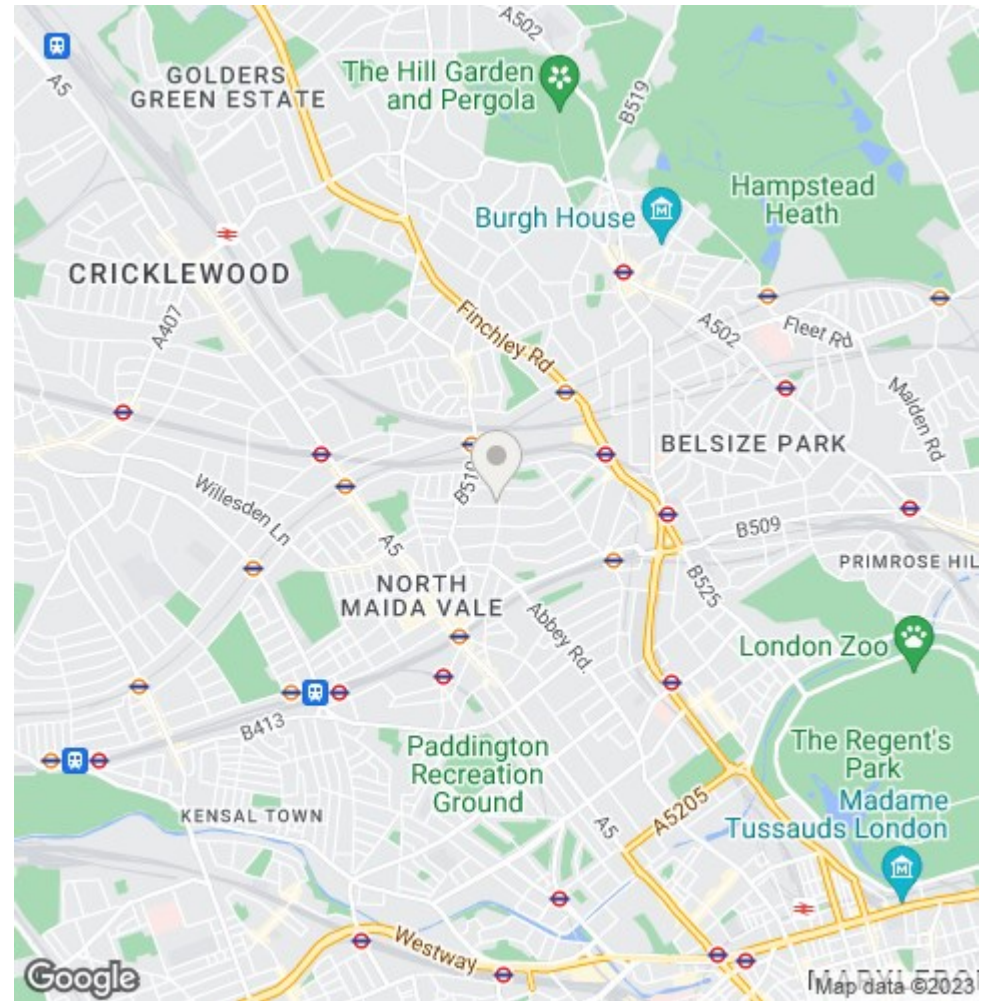 A502
A5
GOLDERS
GREEN ESTATE
The Hill Garden
and Pergola
B519
Hampstead
Heath
Burgh House
CRICKLEWOOD
A407
Finchley Rd
A502
Fleet Rd
Malden Rd
BELSIZE PARK
B510
Willesden Ln
A5
B509
PRIMROSE HIL
B525
NORTH
MAIDA VALE
Abbey Rd.
London Zoo
B413
Paddington
Recreation
Ground
The Regent's
Park
Madame
Tussauds London
KENSAL TOWN
A5
A5205
Westway
Google
Map data ©2023